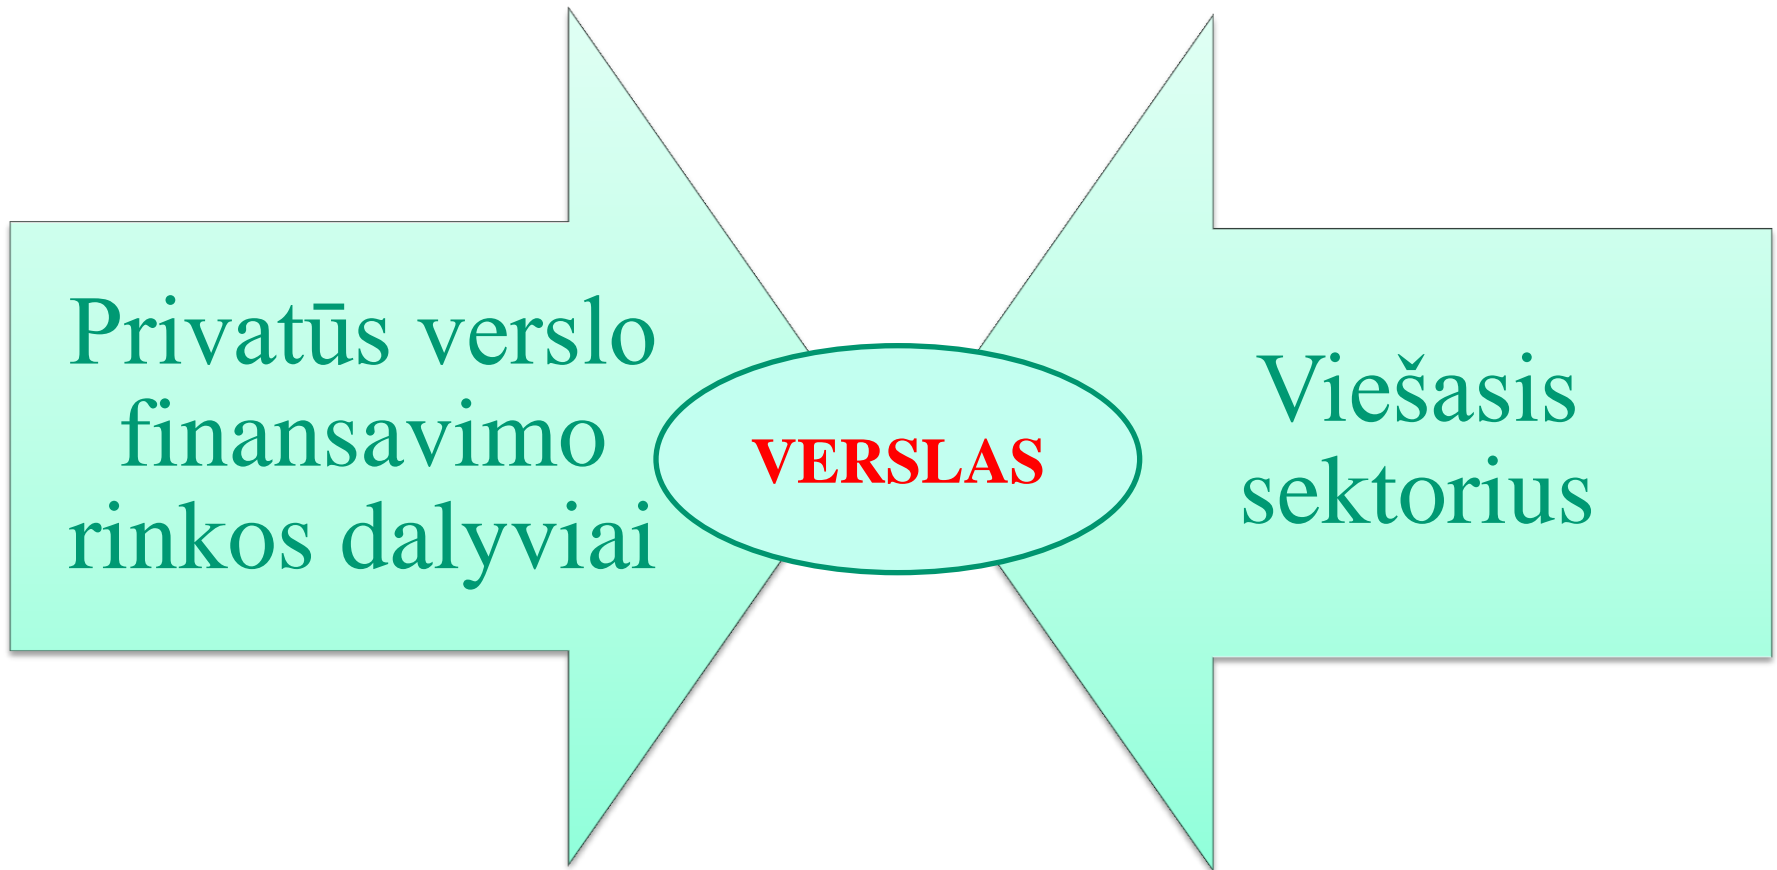 Privatūs verslo
finansavimo
rinkos dalyviai
VERSLAS
Viešasis
sektorius